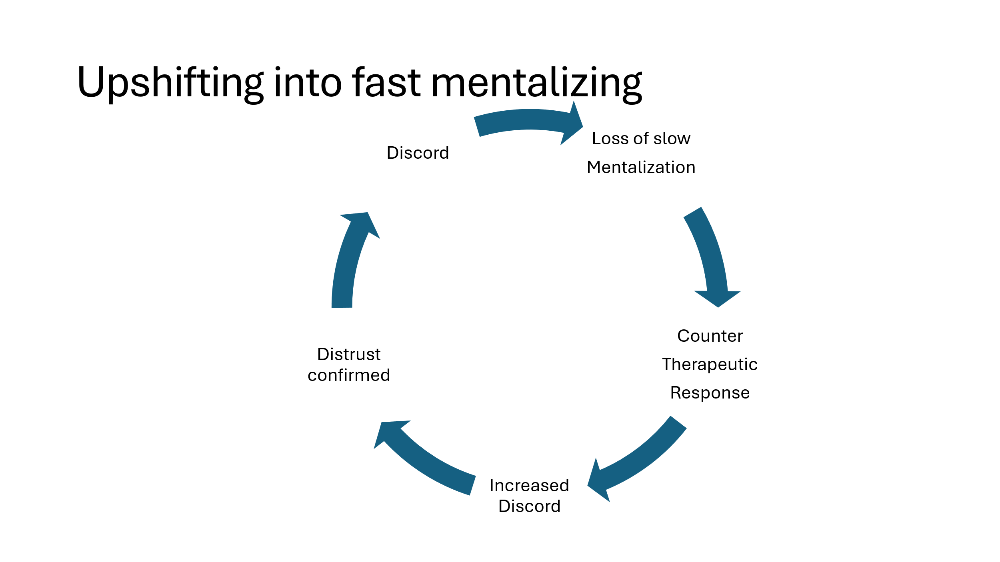 Upshifting into fast mentalizing
Discord
Loss of slow
Mentalization
Counter
Therapeutic
Response
Increased
Discord
Distrust
confirmed